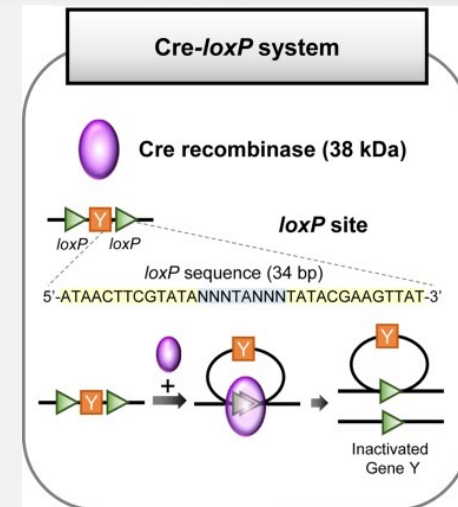 Cre-loxP system
Cre recombinase (38 kDa)
Y
loxP loxP
loxP site
loxP sequence (34 bp)
5'-ATAACTTCGTATANNNTANNNTATACGAAGTTAT-3'
Y
+
Y
Y
Inactivated
Gene Y